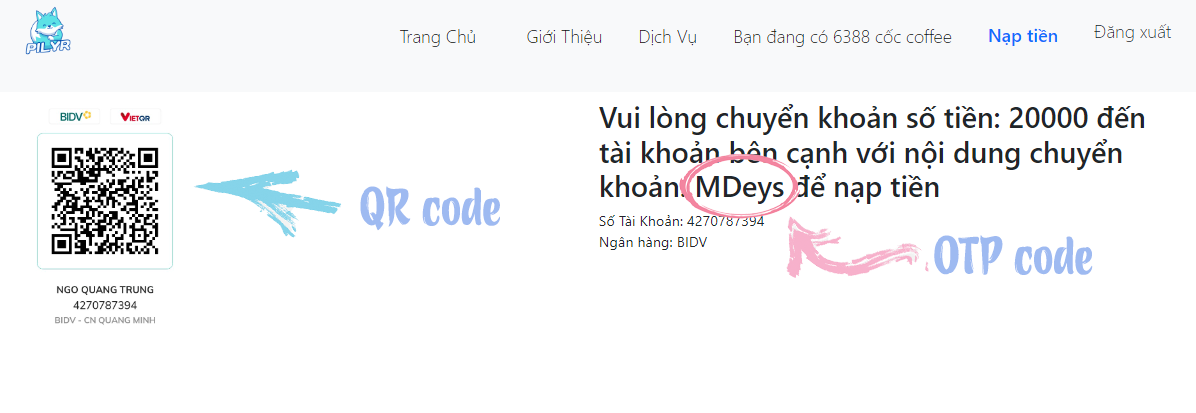 PILYR
Trang Chủ Giới Thiệu Dịch Vụ Bạn đang có 6388 cốc coffee Nạp tiền Đăng xuất
BIDV VIETQR
NGO QUANG TRUNG
4270787394
BIDV - CN QUANG MINH
QR code
Vui lòng chuyển khoản số tiền: 20000 đến
tài khoản bên cạnh với nội dung chuyển
khoản: MDeys để nạp tiền
Số Tài Khoản: 4270787394
Ngân hàng: BIDV
OTP code